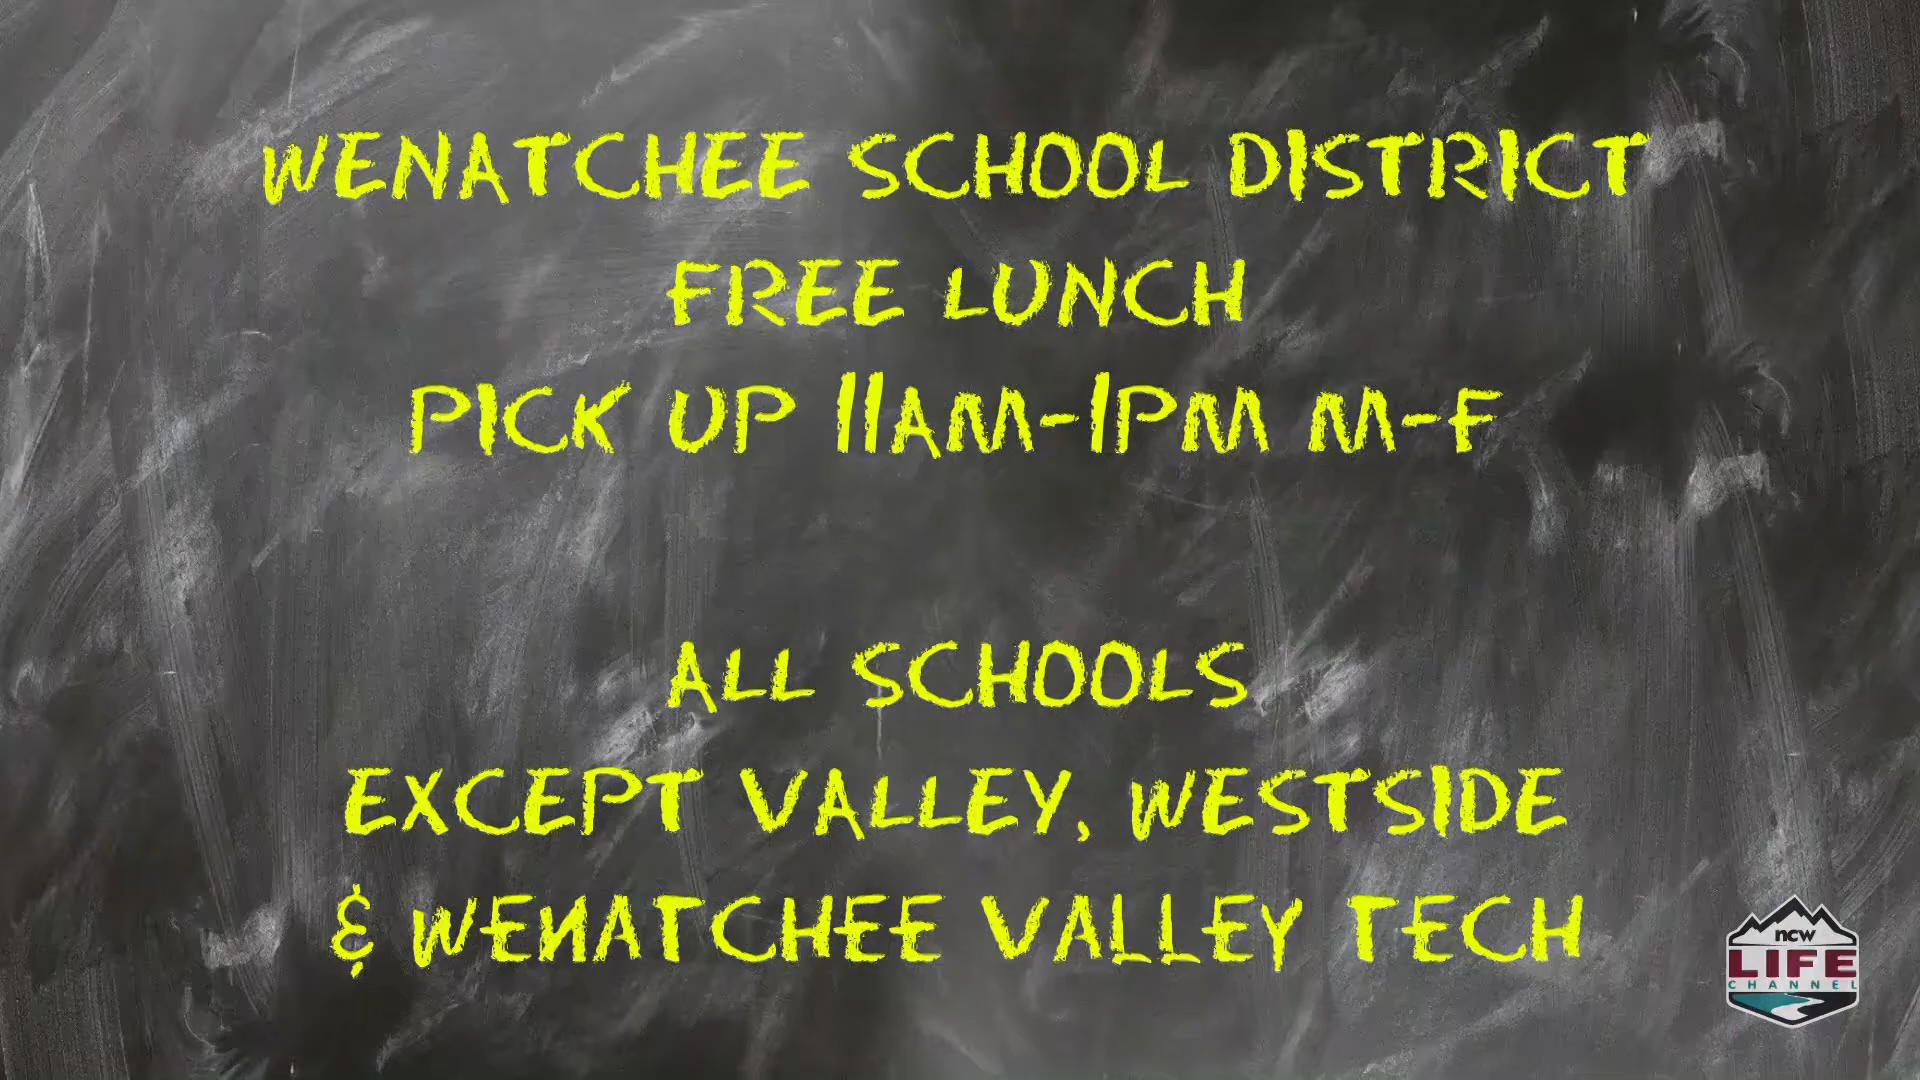 WENATCHEE SCHOOL DISTRICT
FREE LUNCH
PICK UP 11AM-1PM M-F
ALL SCHOOLS
EXCEPT VALLEY, WESTSIDE
& WENATCHEE VALLEY TECH
ncw
LIFE
CHANNEL